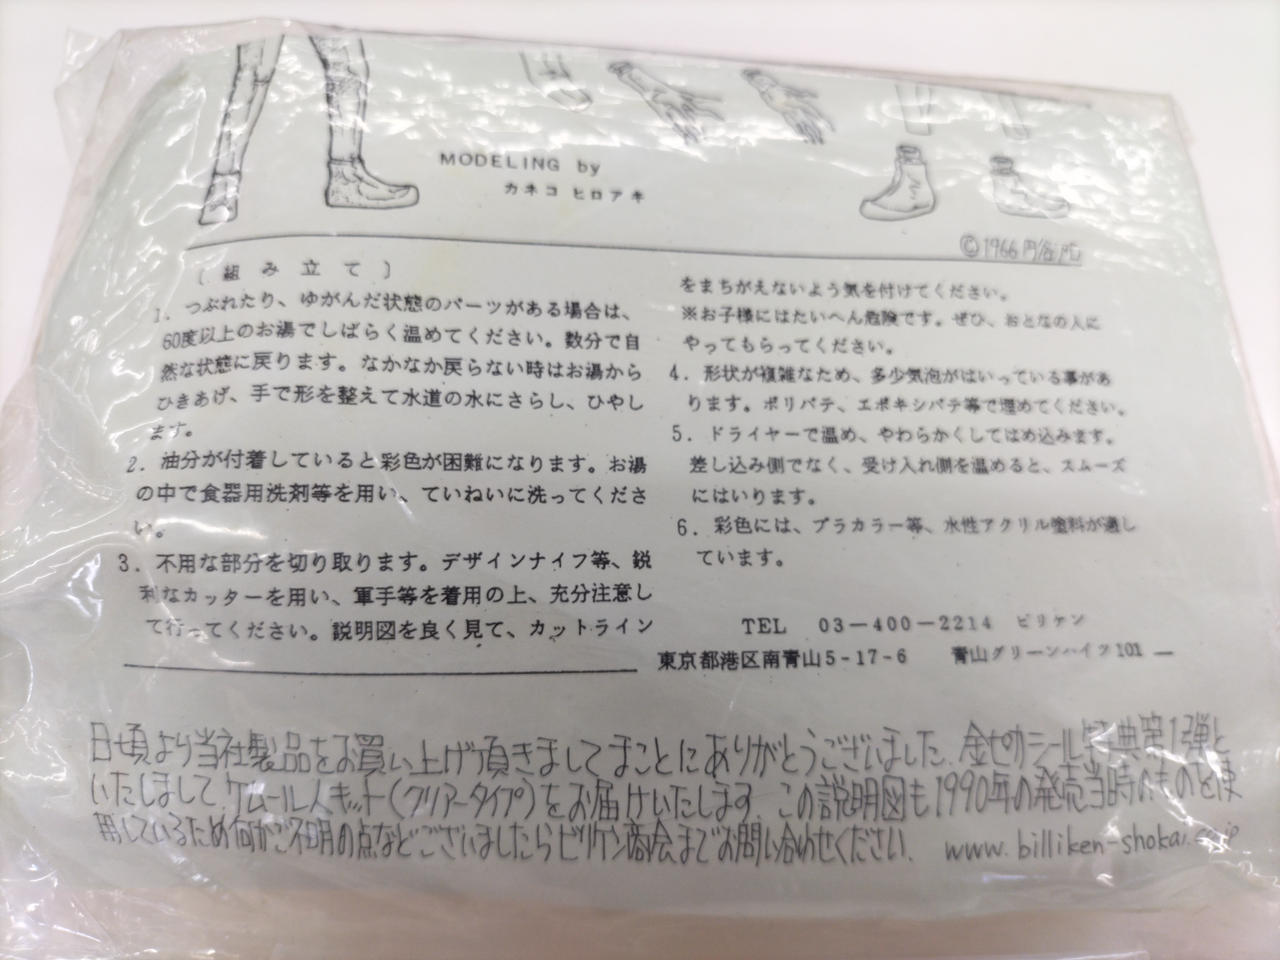 MODELING by
カネコ ヒロアキ
©1966 円谷プロ
〔組み立て〕
1. つぶれたり、ゆがんだ状態のパーツがある場合は、
60度以上のお湯でしばらく温めてください。数分で自
然な状態に戻ります。なかなか戻らない時はお湯から
ひきあげ、手で形を整えて水道の水にさらし、ひやし
ます。
2. 油分が付着していると彩色が困難になります。お湯
の中で食器用洗剤等を用い、ていねいに洗ってくださ
い。
3. 不用な部分を切り取ります。デザインナイフ等、鋭
利なカッターを用い、軍手等を着用の上、充分注意し
て行ってください。説明図を良く見て、カットライン
をまちがえないよう気を付けてください。
※お子様にはたいへん危険です。ぜひ、おとなの人に
やってもらってください。
4. 形状が複雑なため、多少気泡がはいっている事があ
ります。ポリパテ、エポキシパテ等で埋めてください。
5. ドライヤーで温め、やわらかくしてはめ込みます。
差し込み側でなく、受け入れ側を温めると、スムーズ
にはいります。
6. 彩色には、プラカラー等、水性アクリル塗料が適し
ています。
TEL 03-400-2214 ビリケン
東京都港区南青山5-17-6 青山グリーンハイツ101
日頃より当社製品をお買い上げ頂きましてまことにありがとうございました。金ピカシール特典第1弾と
いたしまして ケムール人キット(クリアータイプ)をお届けいたします。この説明図も1990年の発売当時のものを使
用しているため何かご不明の点などございましたらビリケン商会までお問い合わせください. www.billiken-shokai.co.jp